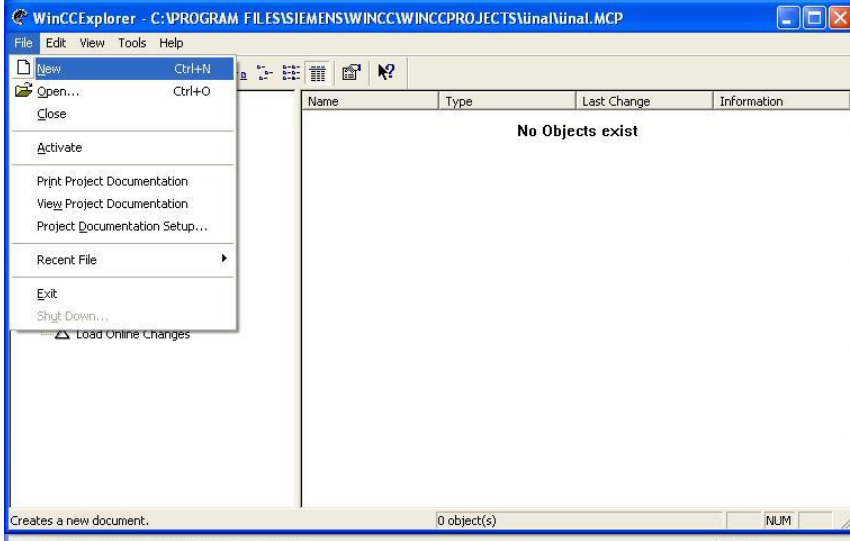 WinCCExplorer - C:\PROGRAM FILES\SIEMENS\WINCC\WINCCPROJECTS\ünal\ünal.MCP
File Edit View Tools Help
New Ctrl+N
Open... Ctrl+O
Close
Activate
Print Project Documentation
View Project Documentation
Project Documentation Setup...
Recent File
Exit
Shut Down...
Load Online Changes
Name Type Last Change Information
No Objects exist
Creates a new document. 0 object(s) NUM